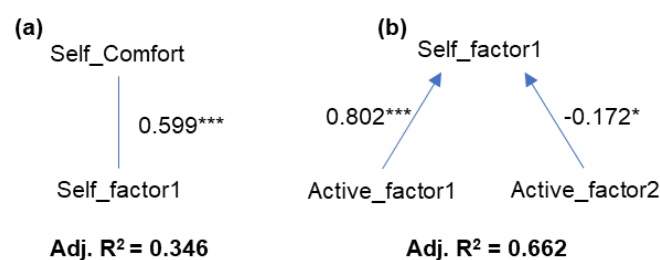 (a)
Self_Comfort
0.599***
Self_factor1
Adj. R² = 0.346
(b)
Self_factor1
0.802***
-0.172*
Active_factor1
Active_factor2
Adj. R² = 0.662